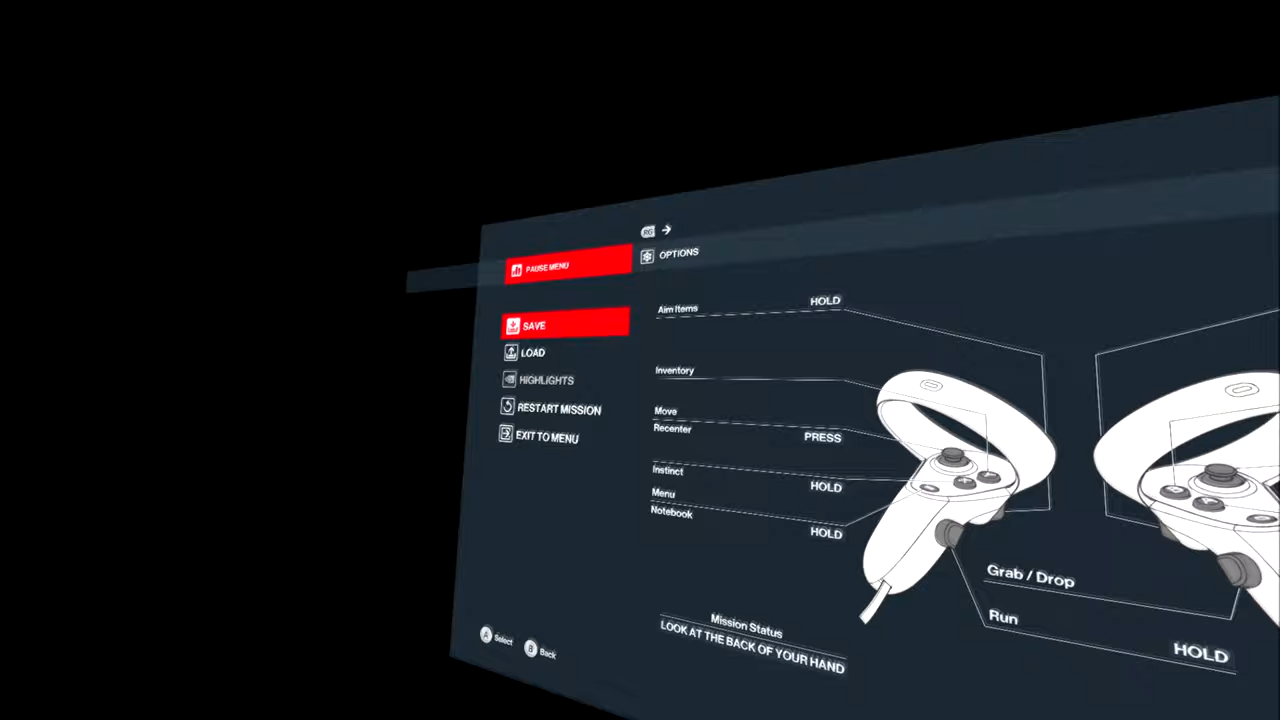 RG
PAUSE MENU
OPTIONS
SAVE
LOAD
HIGHLIGHTS
RESTART MISSION
EXIT TO MENU
Aim Items HOLD
Inventory
Move
Recenter PRESS
Instinct HOLD
Menu
Notebook HOLD
Grab / Drop
Run HOLD
Mission Status
LOOK AT THE BACK OF YOUR HAND
A Select B Back